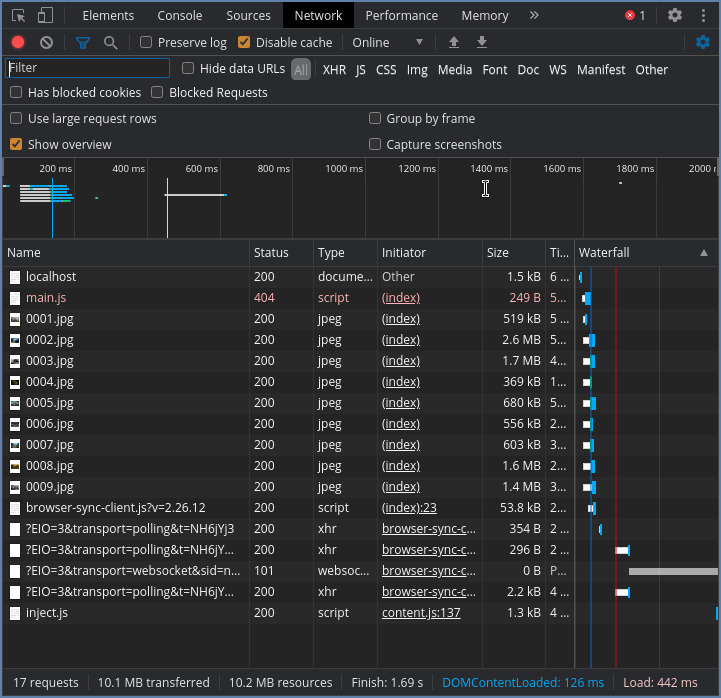 Elements Console Sources Network Performance Memory » 1
Preserve log Disable cache Online
Filter Hide data URLs All XHR JS CSS Img Media Font Doc WS Manifest Other
Has blocked cookies Blocked Requests
Use large request rows Group by frame
Show overview Capture screenshots
200 ms 400 ms 600 ms 800 ms 1000 ms 1200 ms 1400 ms 1600 ms 1800 ms 2000 r
Name Status Type Initiator Size Ti... Waterfall
localhost 200 docume... Other 1.5 kB 6 ...
main.js 404 script (index) 249 B 5...
0001.jpg 200 jpeg (index) 519 kB 5 ...
0002.jpg 200 jpeg (index) 2.6 MB 5...
0003.jpg 200 jpeg (index) 1.7 MB 4...
0004.jpg 200 jpeg (index) 369 kB 1...
0005.jpg 200 jpeg (index) 680 kB 5...
0006.jpg 200 jpeg (index) 556 kB 2...
0007.jpg 200 jpeg (index) 603 kB 3...
0008.jpg 200 jpeg (index) 1.6 MB 2...
0009.jpg 200 jpeg (index) 1.4 MB 3...
browser-sync-client.js?v=2.26.12 200 script (index):23 53.8 kB 2...
?EIO=3&transport=polling&t=NH6jYj3 200 xhr browser-sync-c... 354 B 2 ...
?EIO=3&transport=polling&t=NH6jY... 200 xhr browser-sync-c... 296 B 2 ...
?EIO=3&transport=websocket&sid=n... 101 websoc... browser-sync-c... 0 B P...
?EIO=3&transport=polling&t=NH6jY... 200 xhr browser-sync-c... 2.2 kB 4 ...
inject.js 200 script content.js:137 1.3 kB 4 ...
17 requests 10.1 MB transferred 10.2 MB resources Finish: 1.69 s DOMContentLoaded: 126 ms Load: 442 ms